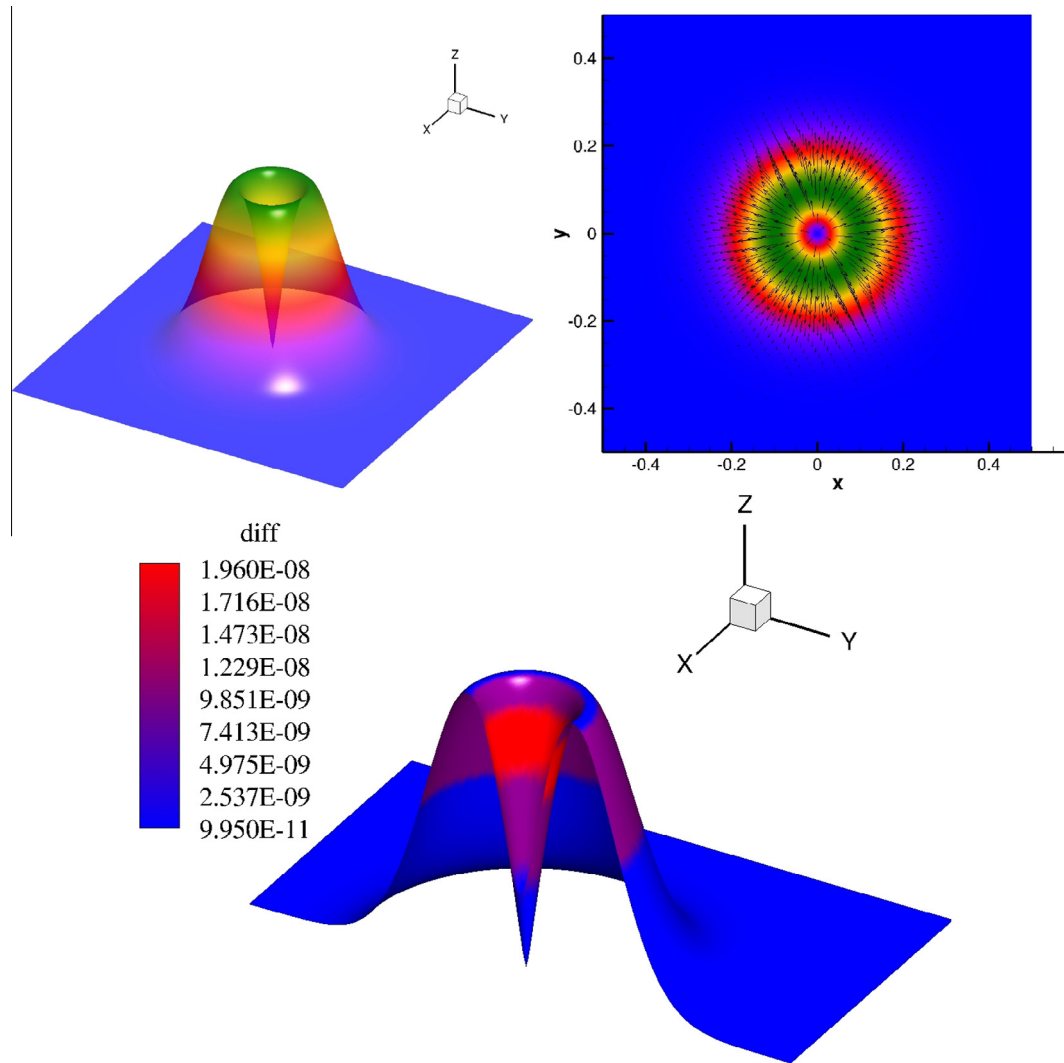 Z
X
Y
0.4
0.2
0
-0.2
-0.4
y
-0.4
-0.2
0
0.2
0.4
x
Z
X
Y
diff
1.960E-08
1.716E-08
1.473E-08
1.229E-08
9.851E-09
7.413E-09
4.975E-09
2.537E-09
9.950E-11